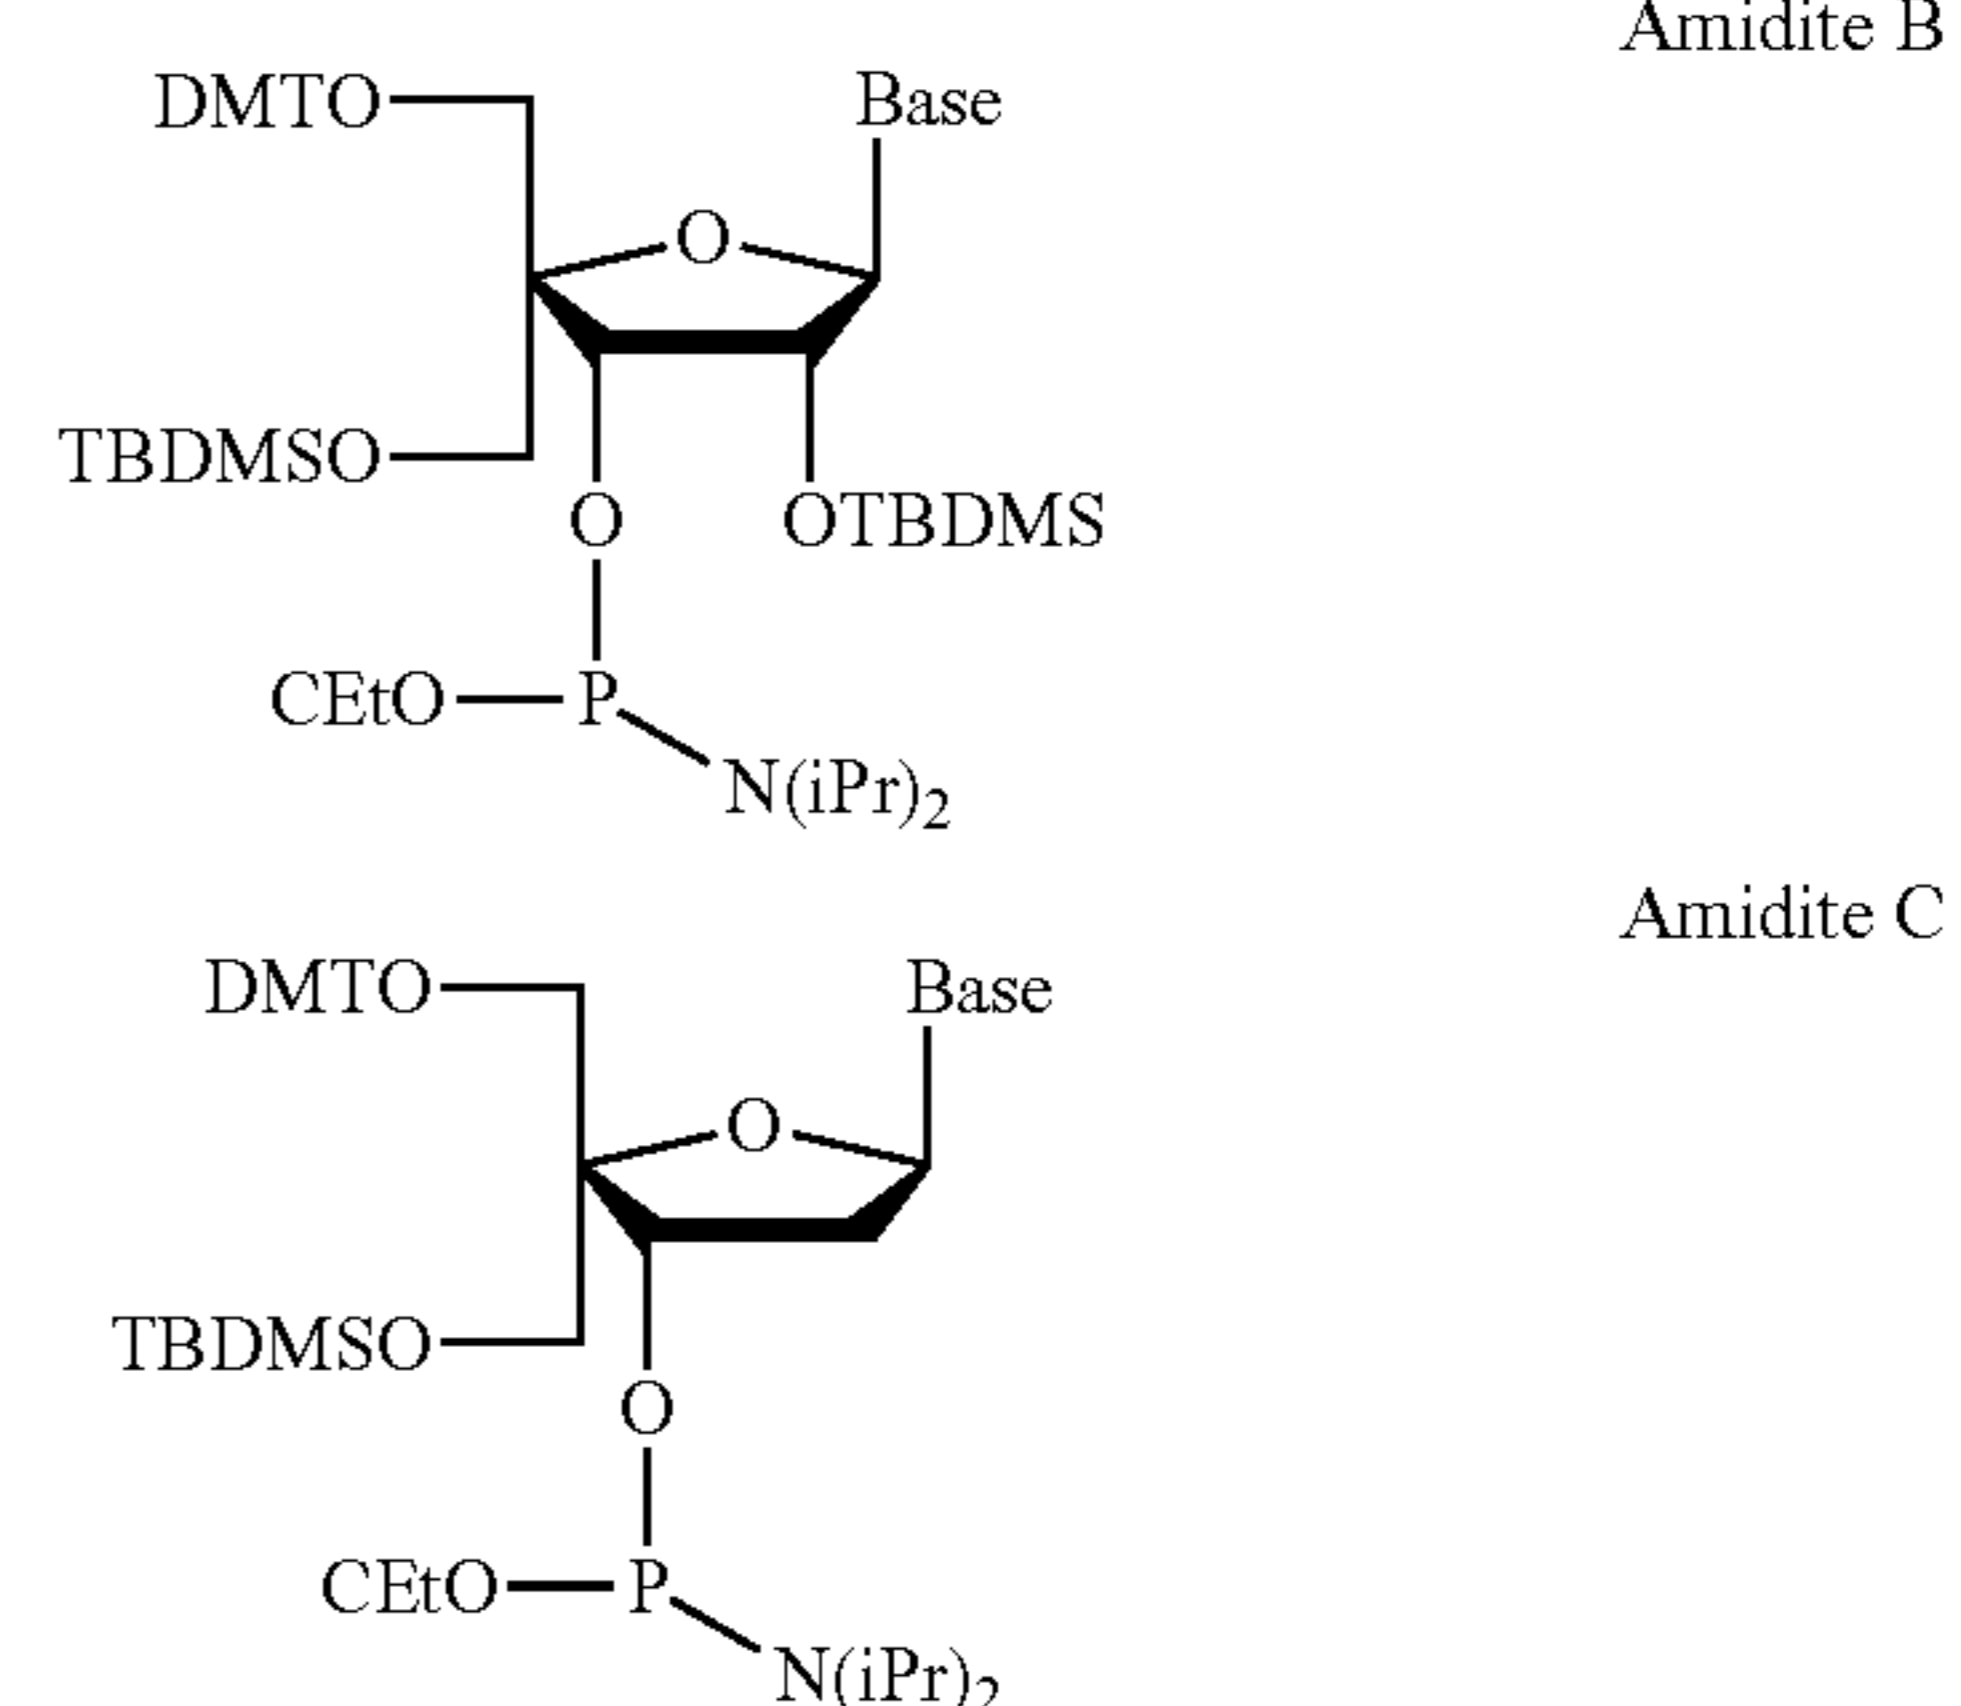 Amidite B
DMTO
Base
O
TBDMSO
O
OTBDMS
CEtO
P
N(iPr)2
Amidite C
DMTO
Base
O
TBDMSO
O
CEtO
P
N(iPr)2